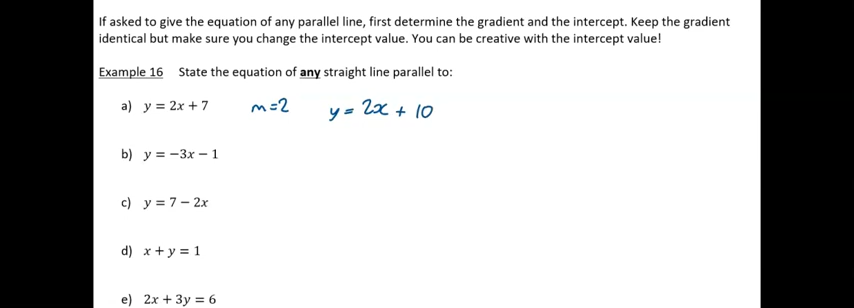 If asked to give the equation of any parallel line, first determine the gradient and the intercept. Keep the gradient
identical but make sure you change the intercept value. You can be creative with the intercept value!
Example 16 State the equation of any straight line parallel to:
a) y = 2x + 7 m=2 y = 2x + 10
b) y = −3x − 1
c) y = 7 − 2x
d) x + y = 1
e) 2x + 3y = 6